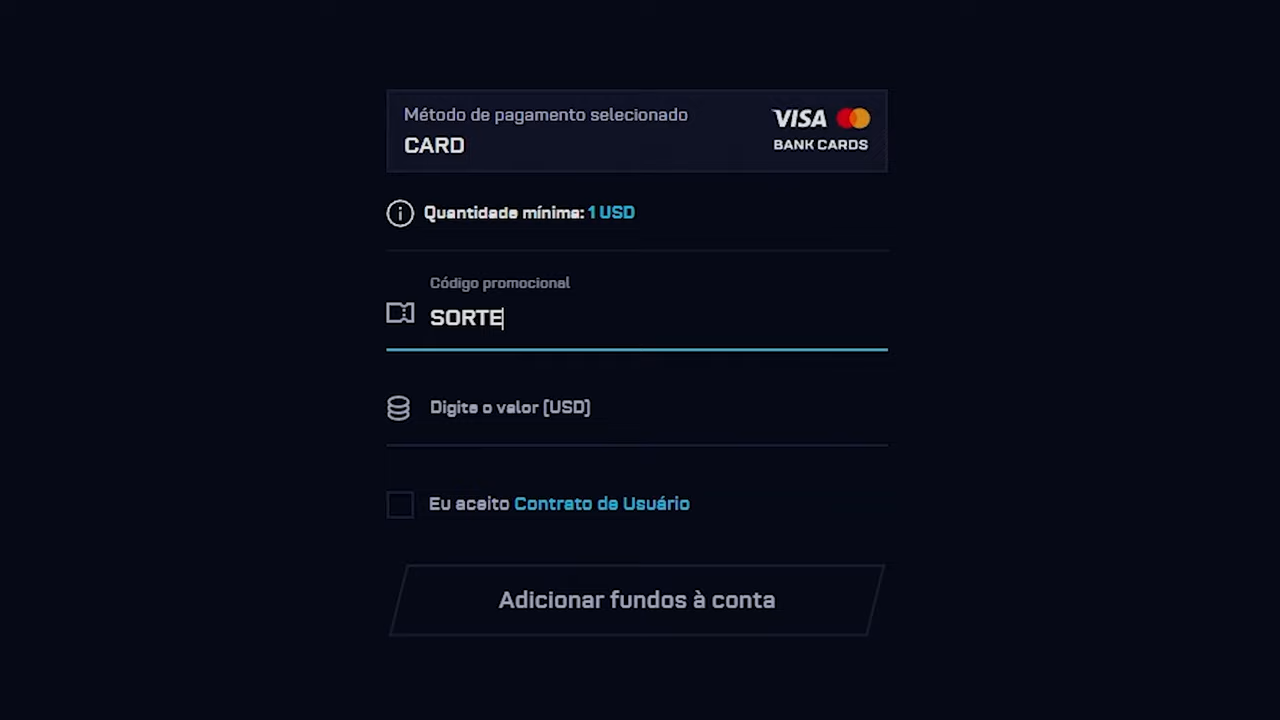 Método de pagamento selecionado
CARD
VISA
BANK CARDS
Quantidade mínima: 1 USD
Código promocional
SORTE
Digite o valor (USD)
Eu aceito Contrato de Usuário
Adicionar fundos à conta